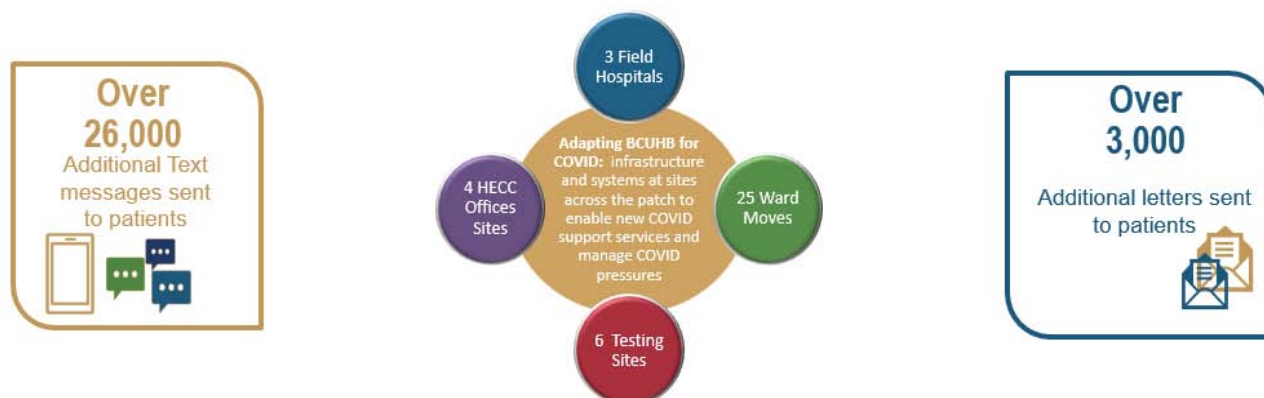 Over
26,000
Additional Text
messages sent
to patients
3 Field
Hospitals
4 HECC
Offices
Sites
Adapting BCUHB for
COVID: infrastructure
and systems at sites
across the patch to
enable new COVID
support services and
manage COVID
pressures
25 Ward
Moves
6 Testing
Sites
Over
3,000
Additional letters sent
to patients